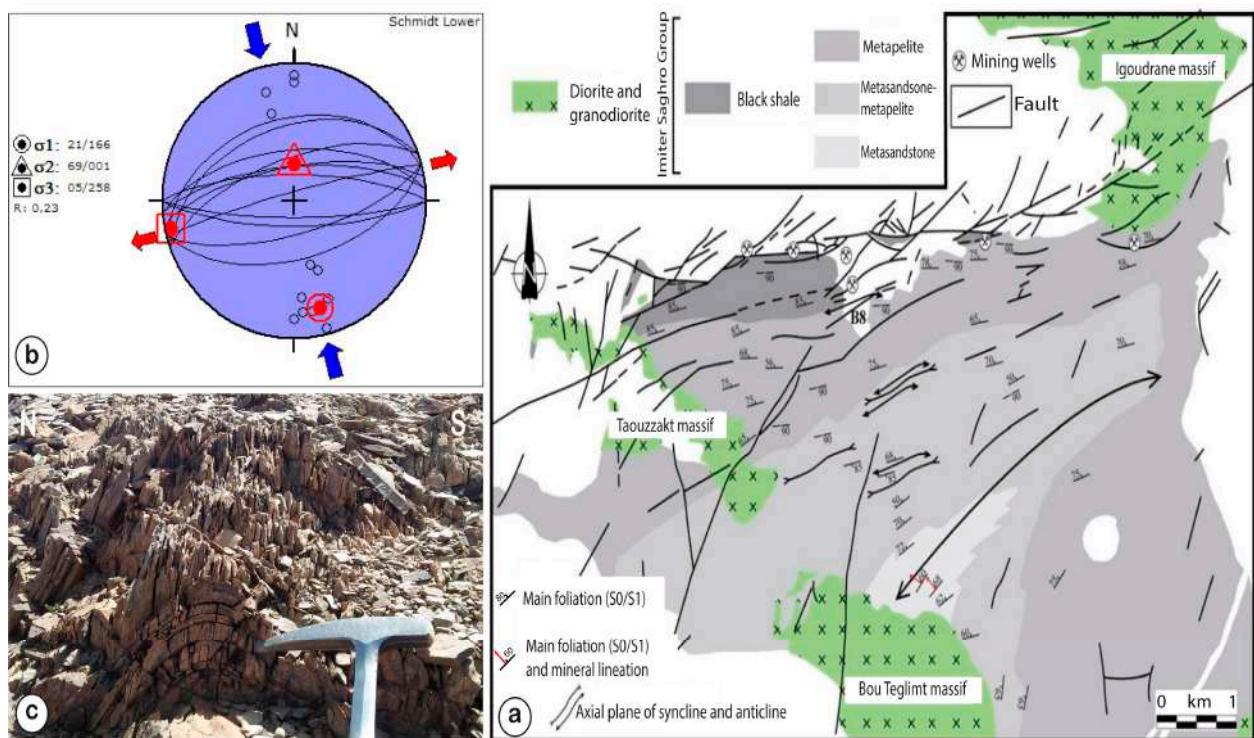 Schmidt Lower
N
σ1: 21/166
σ2: 69/001
σ3: 05/258
R: 0,23
b
N
S
c
Diorite and
granodiorite
Imiter Saghro Group
Black shale
Metapelite
Metasandsone-
metapelite
Metasandstone
Mining wells
Fault
Igoudrane massif
N
B8
Taouzzakt massif
Bou Teglimt massif
80
Main foliation (S0/S1)
60
Main foliation (S0/S1)
and mineral lineation
Axial plane of syncline and anticline
a
km
0
1